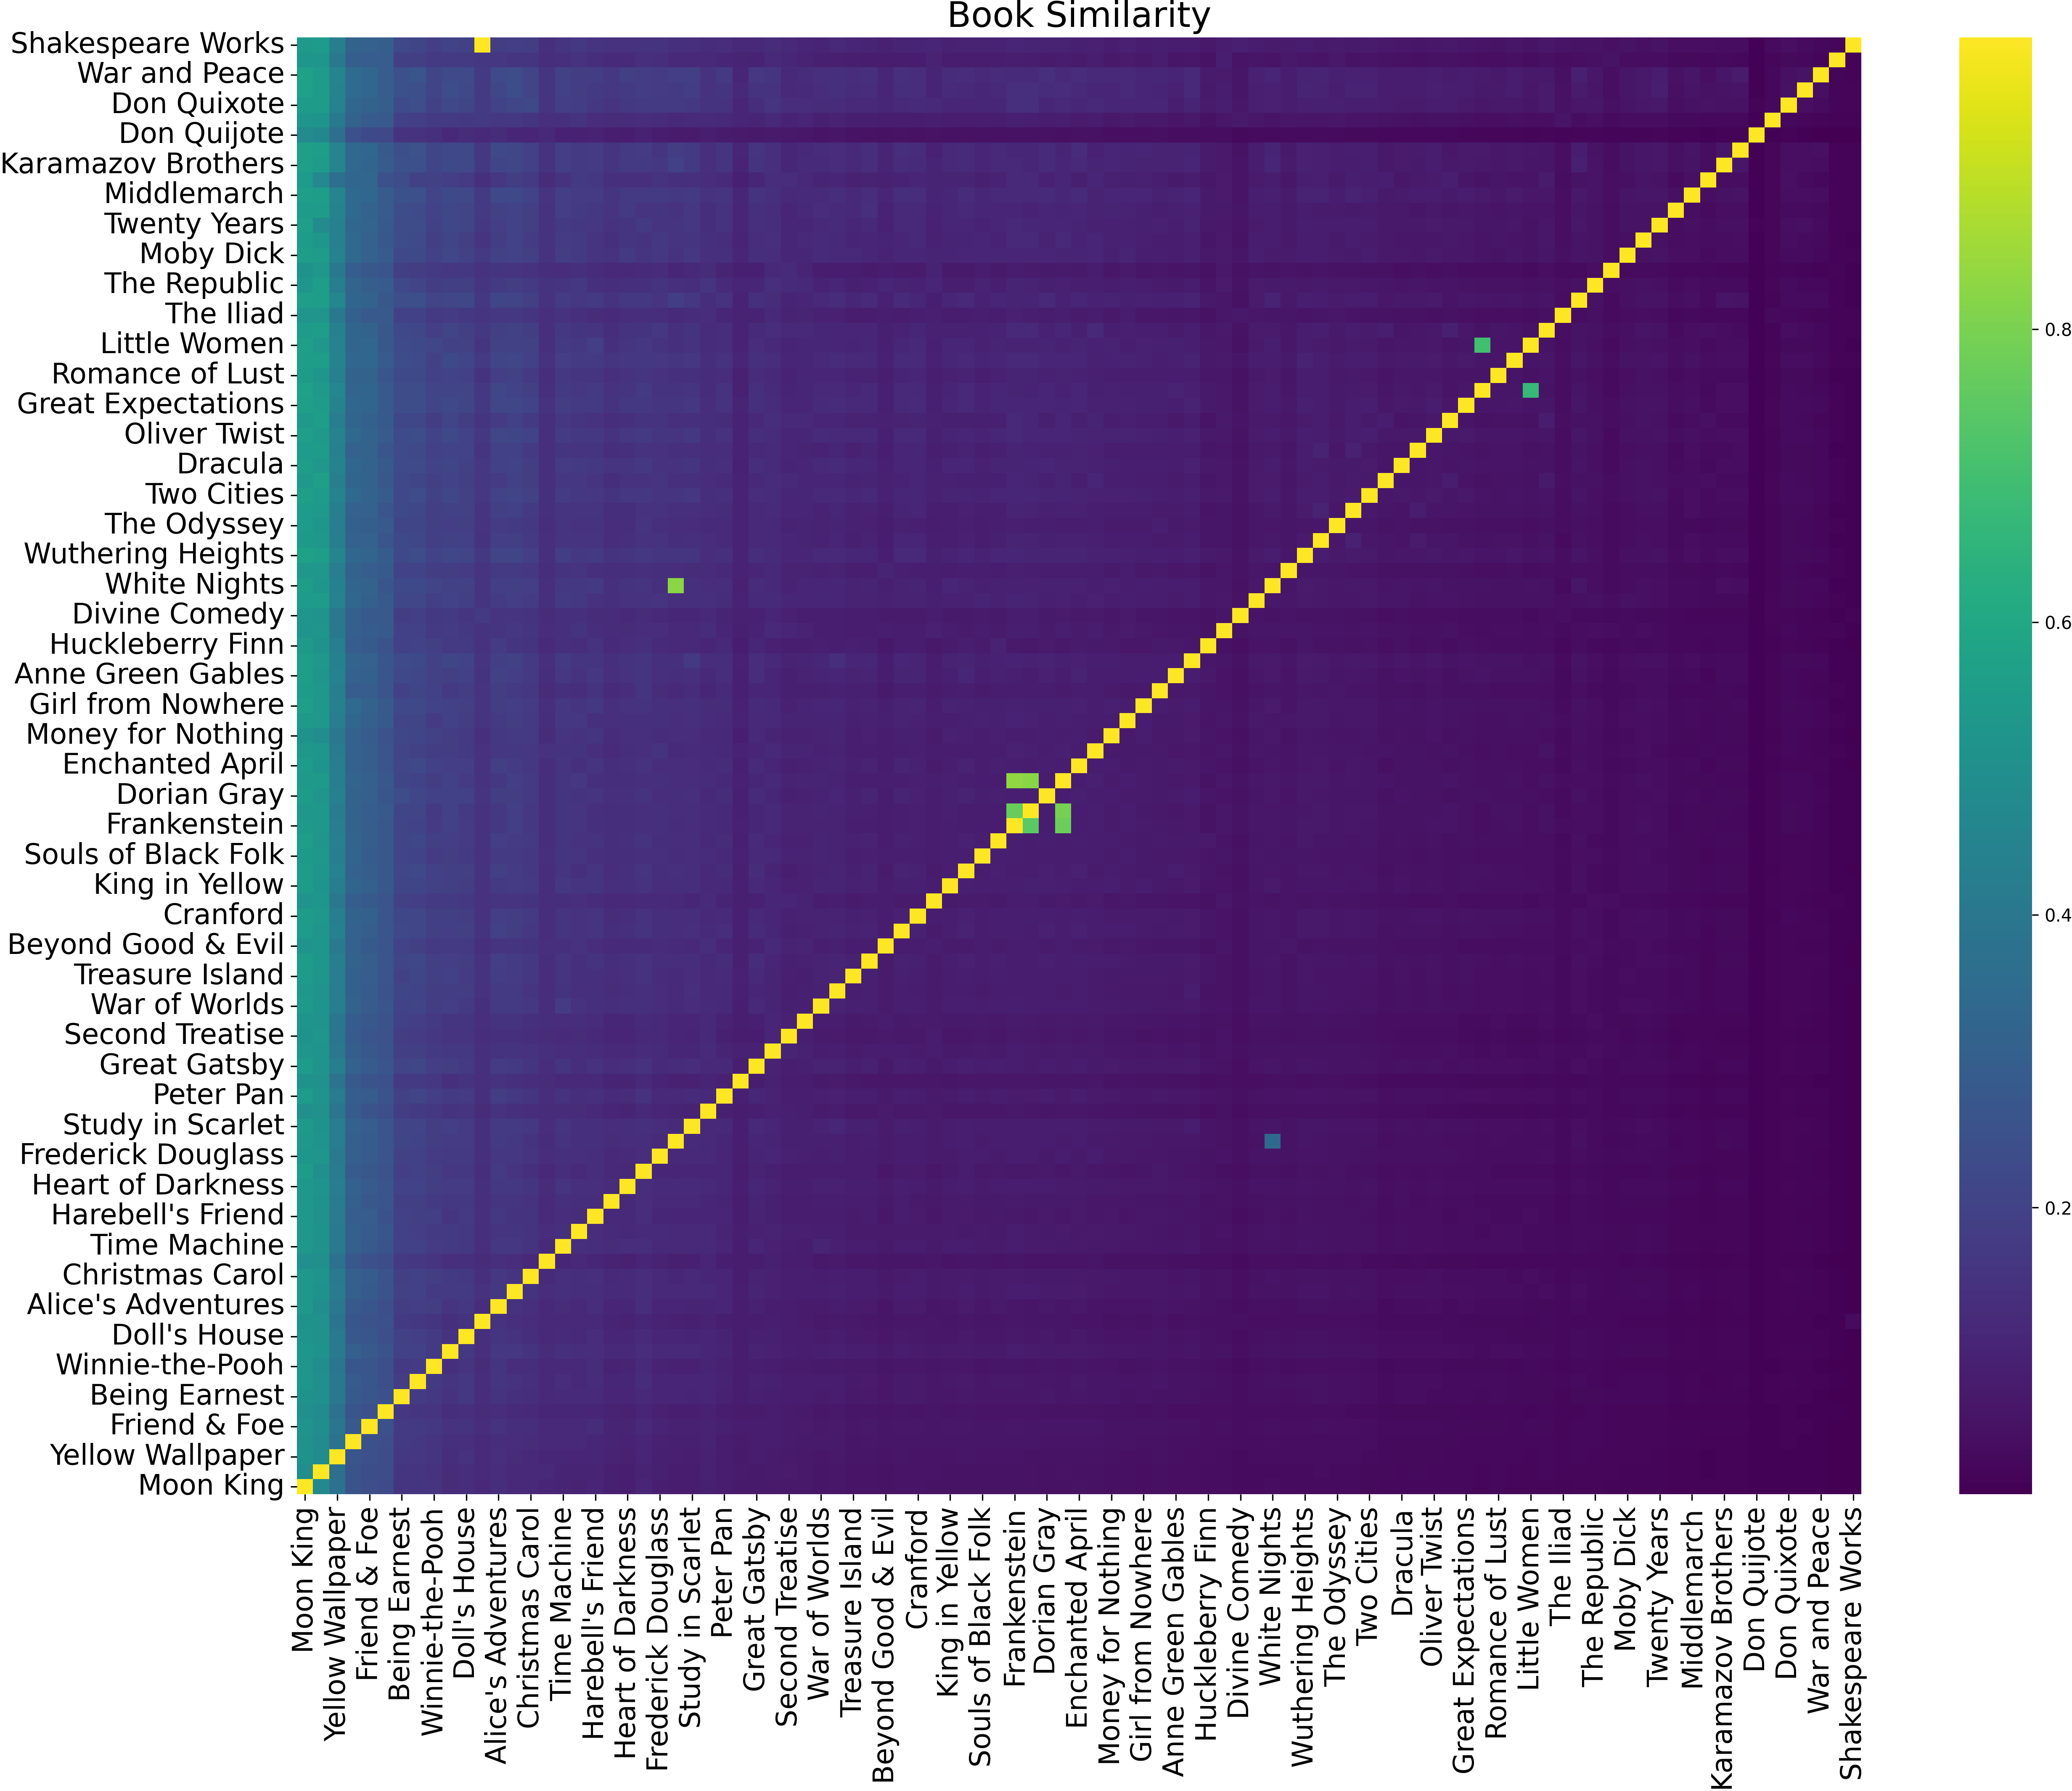 Book Similarity
Shakespeare Works
War and Peace
Don Quixote
Don Quijote
Karamazov Brothers
Middlemarch
Twenty Years
Moby Dick
The Republic
The Iliad
Little Women
Romance of Lust
Great Expectations
Oliver Twist
Dracula
Two Cities
The Odyssey
Wuthering Heights
White Nights
Divine Comedy
Huckleberry Finn
Anne Green Gables
Girl from Nowhere
Money for Nothing
Enchanted April
Dorian Gray
Frankenstein
Souls of Black Folk
King in Yellow
Cranford
Beyond Good & Evil
Treasure Island
War of Worlds
Second Treatise
Great Gatsby
Peter Pan
Study in Scarlet
Frederick Douglass
Heart of Darkness
Harebell's Friend
Time Machine
Christmas Carol
Alice's Adventures
Doll's House
Winnie-the-Pooh
Being Earnest
Friend & Foe
Yellow Wallpaper
Moon King
Moon King
Yellow Wallpaper
Friend & Foe
Being Earnest
Winnie-the-Pooh
Doll's House
Alice's Adventures
Christmas Carol
Time Machine
Harebell's Friend
Heart of Darkness
Frederick Douglass
Study in Scarlet
Peter Pan
Great Gatsby
Second Treatise
War of Worlds
Treasure Island
Beyond Good & Evil
Cranford
King in Yellow
Souls of Black Folk
Frankenstein
Dorian Gray
Enchanted April
Money for Nothing
Girl from Nowhere
Anne Green Gables
Huckleberry Finn
Divine Comedy
White Nights
Wuthering Heights
The Odyssey
Two Cities
Dracula
Oliver Twist
Great Expectations
Romance of Lust
Little Women
The Iliad
The Republic
Moby Dick
Twenty Years
Middlemarch
Karamazov Brothers
Don Quijote
Don Quixote
War and Peace
Shakespeare Works
0.8
0.6
0.4
0.2